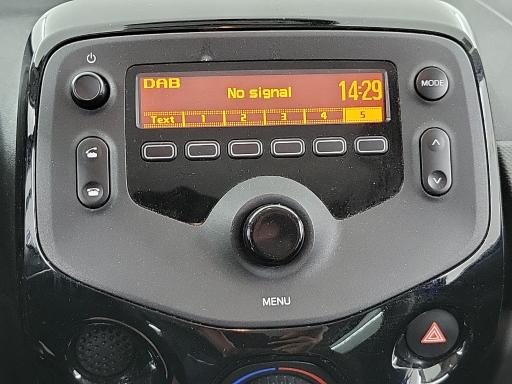 DAB
No signal
14:29
Text 1 2 3 4 5
MODE
MENU